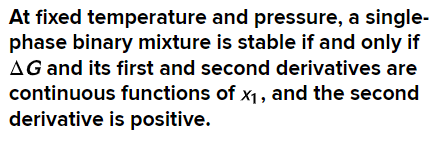 At fixed temperature and pressure, a single-
phase binary mixture is stable if and only if
ΔG and its first and second derivatives are
continuous functions of x₁, and the second
derivative is positive.